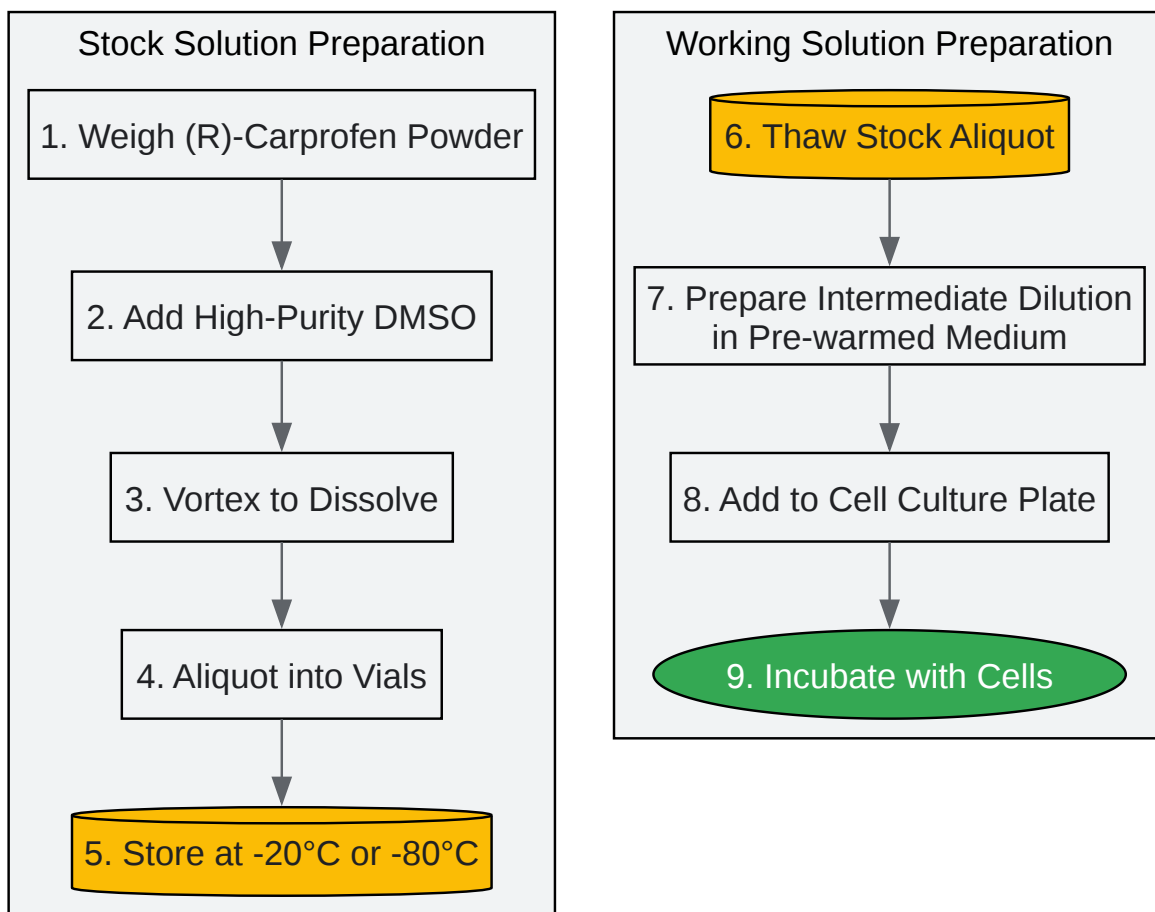 Stock Solution Preparation
1. Weigh (R)-Carprofen Powder
2. Add High-Purity DMSO
3. Vortex to Dissolve
4. Aliquot into Vials
5. Store at -20°C or -80°C
Working Solution Preparation
6. Thaw Stock Aliquot
7. Prepare Intermediate Dilution
in Pre-warmed Medium
8. Add to Cell Culture Plate
9. Incubate with Cells